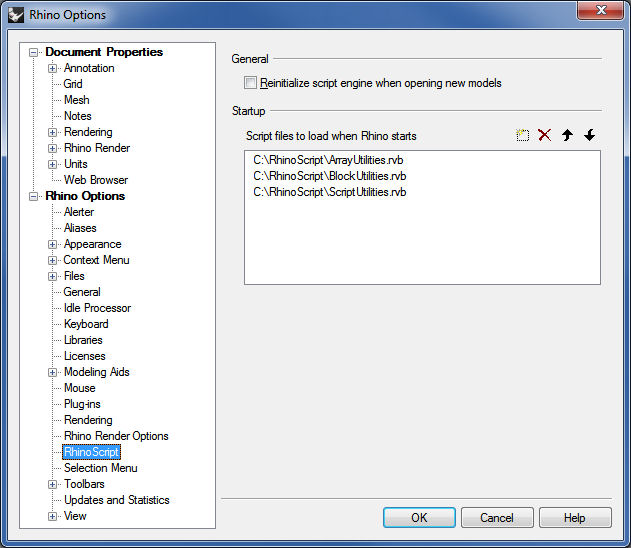 Rhino Options
Document Properties
Annotation
Grid
Mesh
Notes
Rendering
Rhino Render
Units
Web Browser
Rhino Options
Alerter
Aliases
Appearance
Context Menu
Files
General
Idle Processor
Keyboard
Libraries
Licenses
Modeling Aids
Mouse
Plug-ins
Rendering
Rhino Render Options
RhinoScript
Selection Menu
Toolbars
Updates and Statistics
View
General
Reinitialize script engine when opening new models
Startup
Script files to load when Rhino starts
C:\RhinoScript\ArrayUtilities.rvb
C:\RhinoScript\BlockUtilities.rvb
C:\RhinoScript\ScriptUtilities.rvb
OK
Cancel
Help